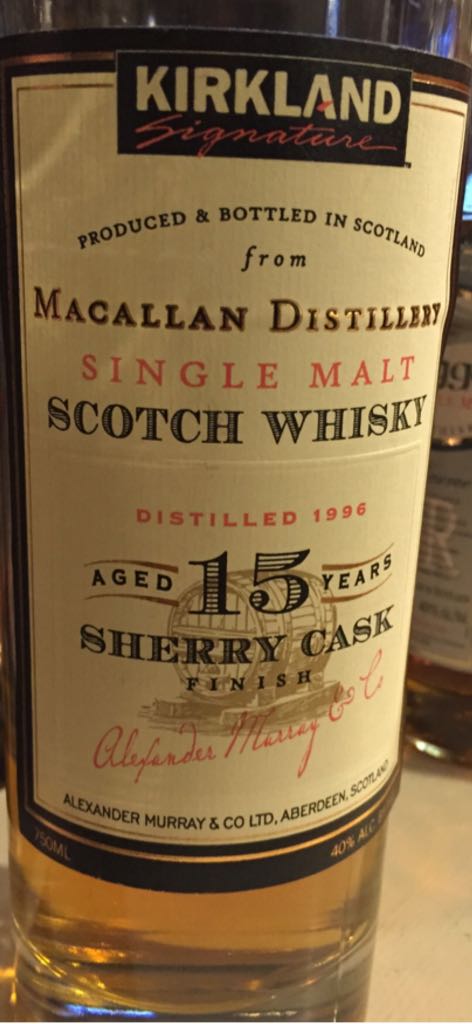 KIRKLAND
Signature
PRODUCED & BOTTLED IN SCOTLAND
from
MACALLAN DISTILLERY
SINGLE MALT
SCOTCH WHISKY
DISTILLED 1996
AGED 15 YEARS
SHERRY CASK
FINISH
Alexander Murray & Co
ALEXANDER MURRAY & CO LTD, ABERDEEN, SCOTLAND
750ML
40% ALC.